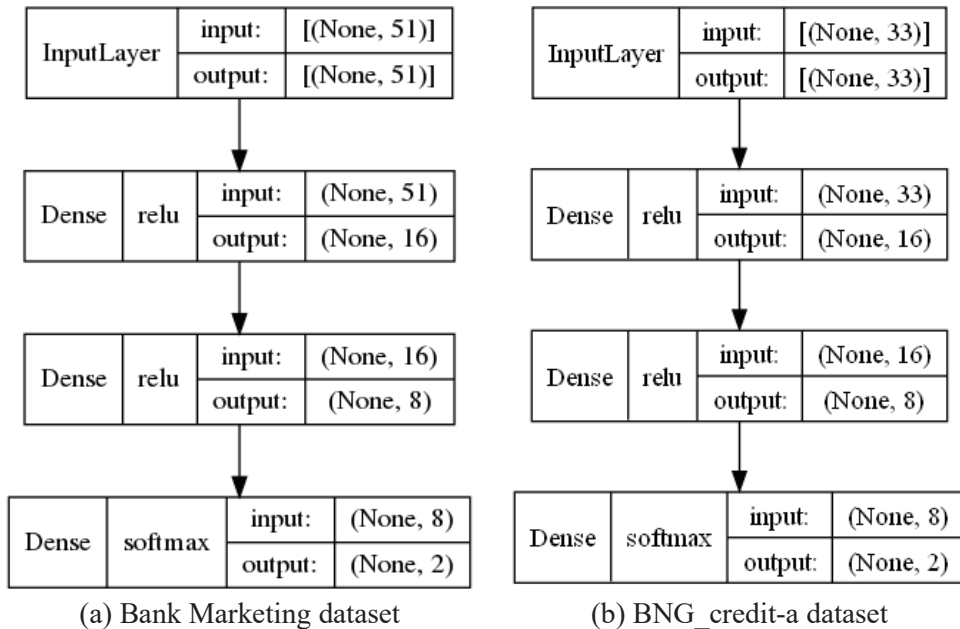 InputLayer input: [(None, 51)]
output: [(None, 51)]
Dense relu input: (None, 51)
output: (None, 16)
Dense relu input: (None, 16)
output: (None, 8)
Dense softmax input: (None, 8)
output: (None, 2)
(a) Bank Marketing dataset
InputLayer input: [(None, 33)]
output: [(None, 33)]
Dense relu input: (None, 33)
output: (None, 16)
Dense relu input: (None, 16)
output: (None, 8)
Dense softmax input: (None, 8)
output: (None, 2)
(b) BNG_credit-a dataset